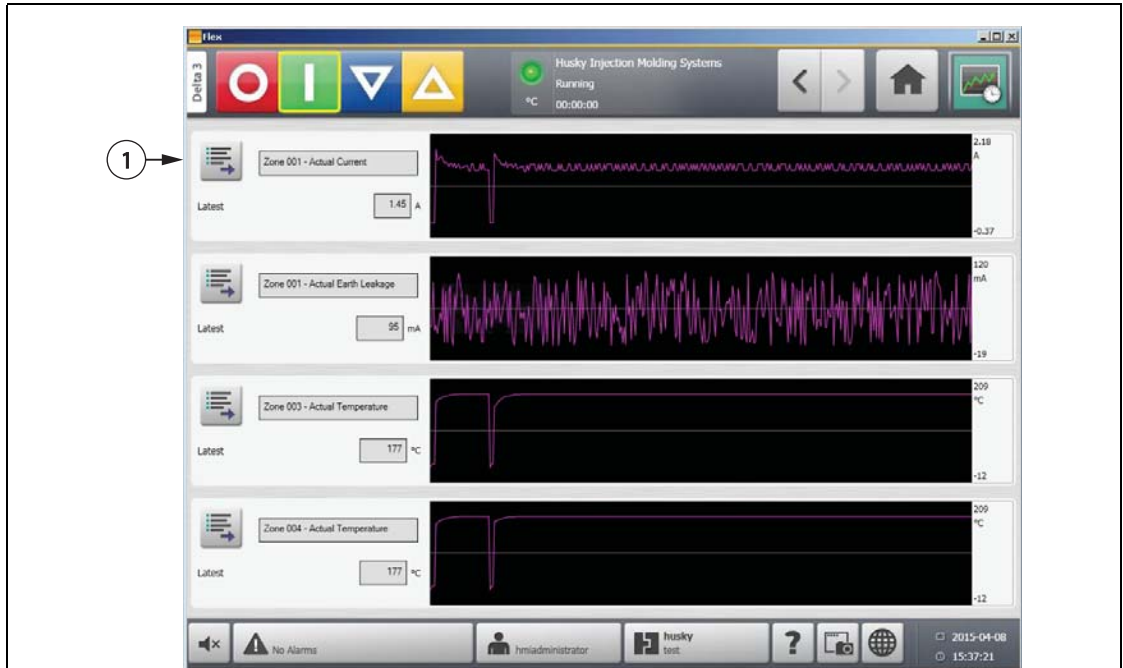 Flex
Delta 3
Husky Injection Molding Systems
Running
°C 00:00:00
1
Zone 001 - Actual Current
Latest 1.45 A
2.18
A
-0.37
Zone 001 - Actual Earth Leakage
Latest 95 mA
120
mA
-19
Zone 003 - Actual Temperature
Latest 177 °C
209
°C
-12
Zone 004 - Actual Temperature
Latest 177 °C
209
°C
-12
No Alarms
hmiadministrator
husky
test
?
2015-04-08
15:37:21